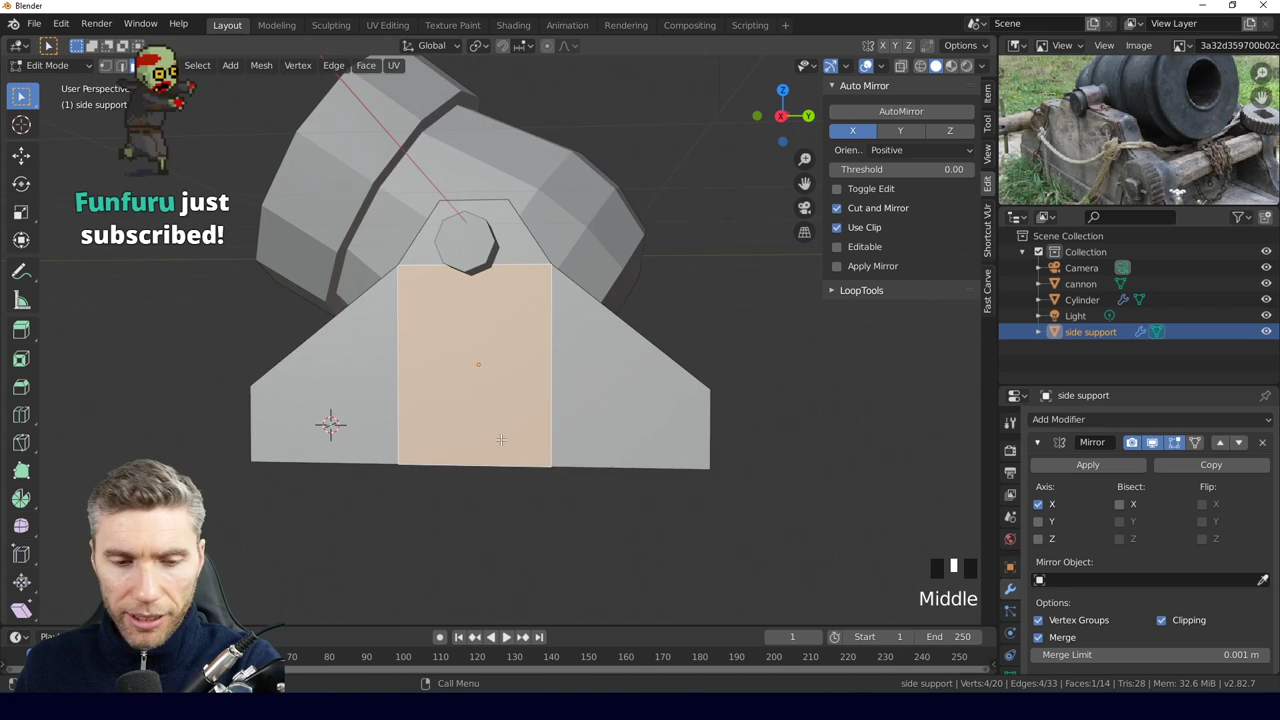 Blender
File Edit Render Window Help Layout Modeling Sculpting UV Editing Texture Paint Shading Animation Rendering Compositing Scripting + Scene View Layer
Global X Y Z Options View View Image 3a32d359700b02c
Edit Mode Select Add Mesh Vertex Edge Face UV
User Perspective
(1) side support
Auto Mirror
AutoMirror
X Y Z
Orien.. Positive
Threshold 0.00
Toggle Edit
Cut and Mirror
Use Clip
Editable
Apply Mirror
LoopTools
Item
Tool
View
Edit
Shortcut VUr
Fast Carve
Z
Y
X
Funfuru just
subscribed!
Scene Collection
Collection
Camera
cannon
Cylinder
Light
side support
side support
Add Modifier
Mirror
Apply Copy
Axis: Bisect: Flip:
X X X
Y Y Y
Z Z Z
Mirror Object:
Options:
Vertex Groups Clipping
Merge
Merge Limit 0.001 m
Middle
1 Start 1 End 250
70 80 90 100 110 120 130 140 150 160 170 180 190 200 210 220 230 240 250
Call Menu
side support | Verts:4/20 | Edges:4/33 | Faces:1/14 | Tris:28 | Mem: 32.6 MiB | v2.82.7